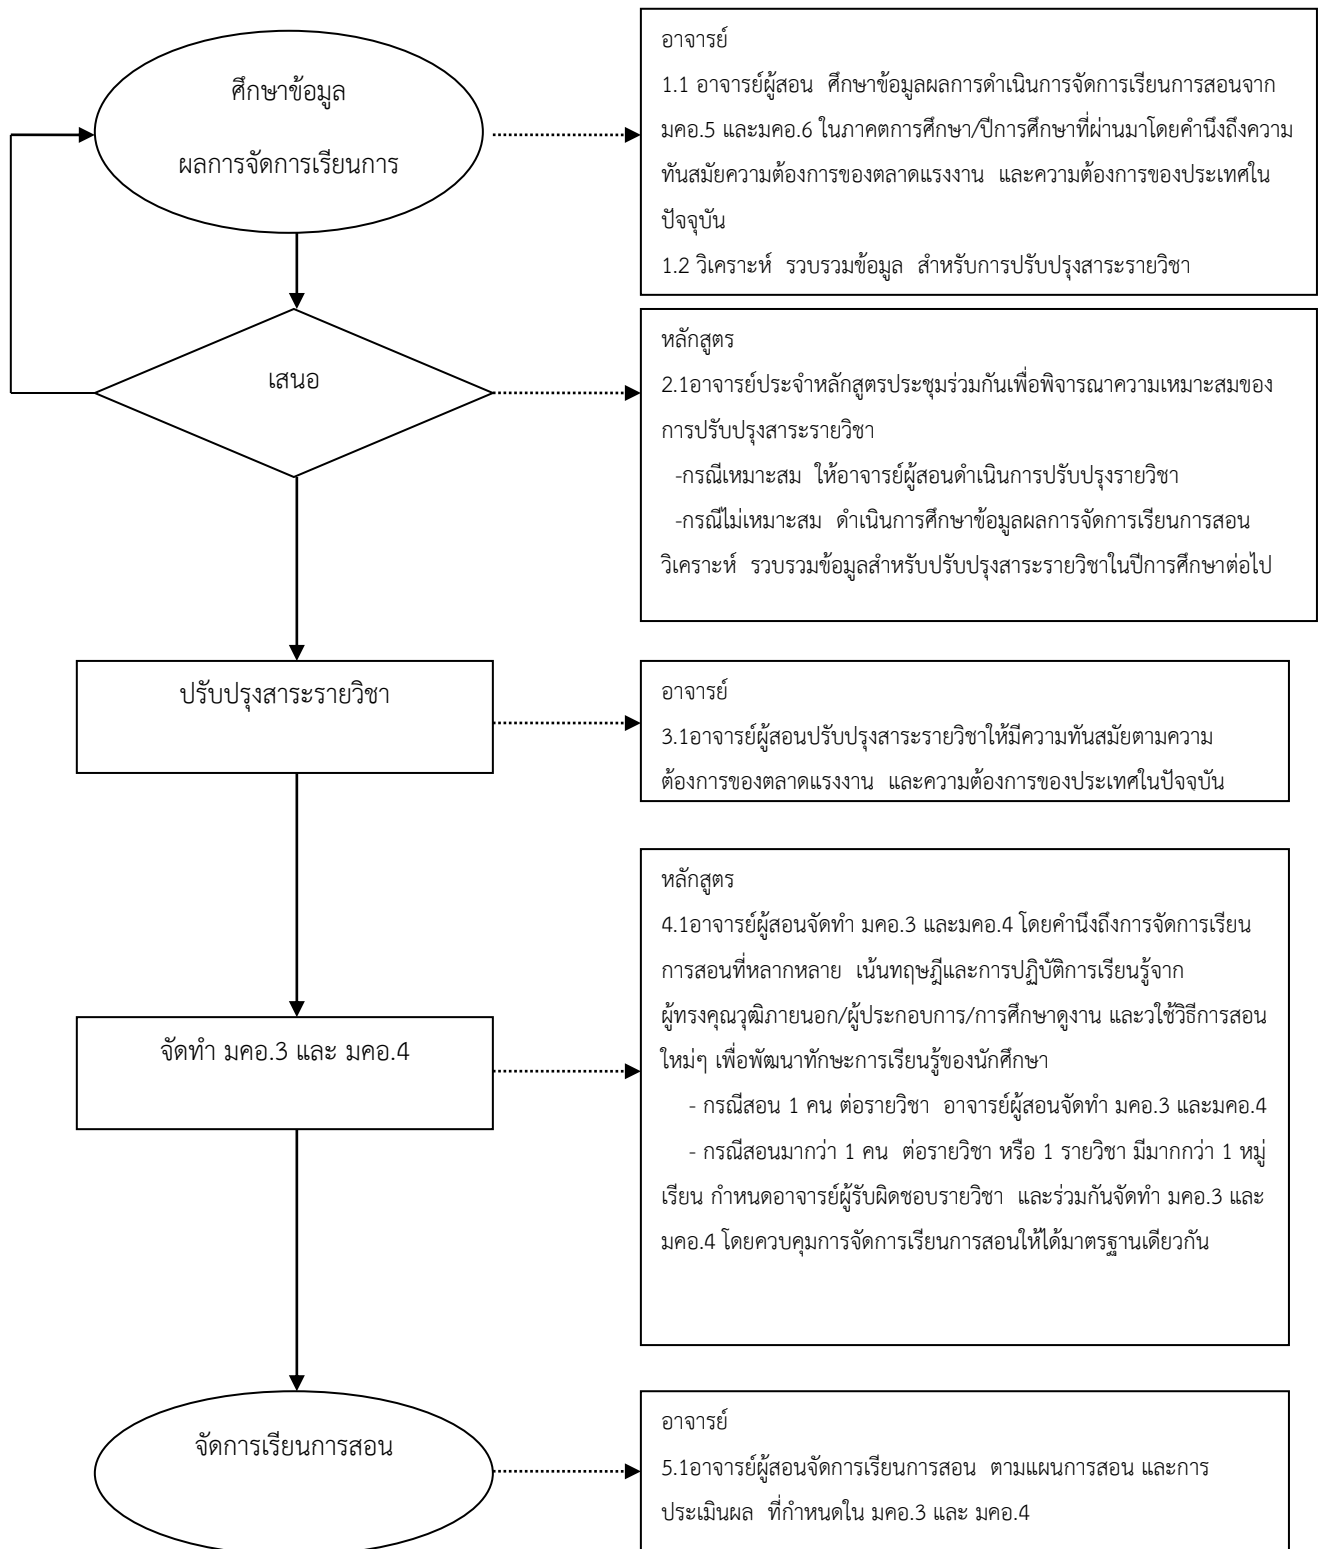 ศึกษาข้อมูล
ผลการจัดการเรียนการ
อาจารย์
1.1 อาจารย์ผู้สอน ศึกษาข้อมูลผลการดำเนินการจัดการเรียนการสอนจาก
มคอ.5 และมคอ.6 ในภาคตการศึกษา/ปีการศึกษาที่ผ่านมาโดยคำนึงถึงความ
ทันสมัยความต้องการของตลาดแรงงาน และความต้องการของประเทศใน
ปัจจุบัน
1.2 วิเคราะห์ รวบรวมข้อมูล สำหรับการปรับปรุงสาระรายวิชา
เสนอ
หลักสูตร
2.1อาจารย์ประจำหลักสูตรประชุมร่วมกันเพื่อพิจารณาความเหมาะสมของ
การปรับปรุงสาระรายวิชา
-กรณีเหมาะสม ให้อาจารย์ผู้สอนดำเนินการปรับปรุงรายวิชา
-กรณีไม่เหมาะสม ดำเนินการศึกษาข้อมูลผลการจัดการเรียนการสอน
วิเคราะห์ รวบรวมข้อมูลสำหรับปรับปรุงสาระรายวิชาในปีการศึกษาต่อไป
ปรับปรุงสาระรายวิชา
อาจารย์
3.1อาจารย์ผู้สอนปรับปรุงสาระรายวิชาให้มีความทันสมัยตามความ
ต้องการของตลาดแรงงาน และความต้องการของประเทศในปัจจุบัน
จัดทำ มคอ.3 และ มคอ.4
หลักสูตร
4.1อาจารย์ผู้สอนจัดทำ มคอ.3 และมคอ.4 โดยคำนึงถึงการจัดการเรียน
การสอนที่หลากหลาย เน้นทฤษฎีและการปฏิบัติการเรียนรู้จาก
ผู้ทรงคุณวุฒิภายนอก/ผู้ประกอบการ/การศึกษาดูงาน และวใช้วิธีการสอน
ใหม่ๆ เพื่อพัฒนาทักษะการเรียนรู้ของนักศึกษา
- กรณีสอน 1 คน ต่อรายวิชา อาจารย์ผู้สอนจัดทำ มคอ.3 และมคอ.4
- กรณีสอนมากว่า 1 คน ต่อรายวิชา หรือ 1 รายวิชา มีมากกว่า 1 หมู่
เรียน กำหนดอาจารย์ผู้รับผิดชอบรายวิชา และร่วมกันจัดทำ มคอ.3 และ
มคอ.4 โดยควบคุมการจัดการเรียนการสอนให้ได้มาตรฐานเดียวกัน
จัดการเรียนการสอน
อาจารย์
5.1อาจารย์ผู้สอนจัดการเรียนการสอน ตามแผนการสอน และการ
ประเมินผล ที่กำหนดใน มคอ.3 และ มคอ.4